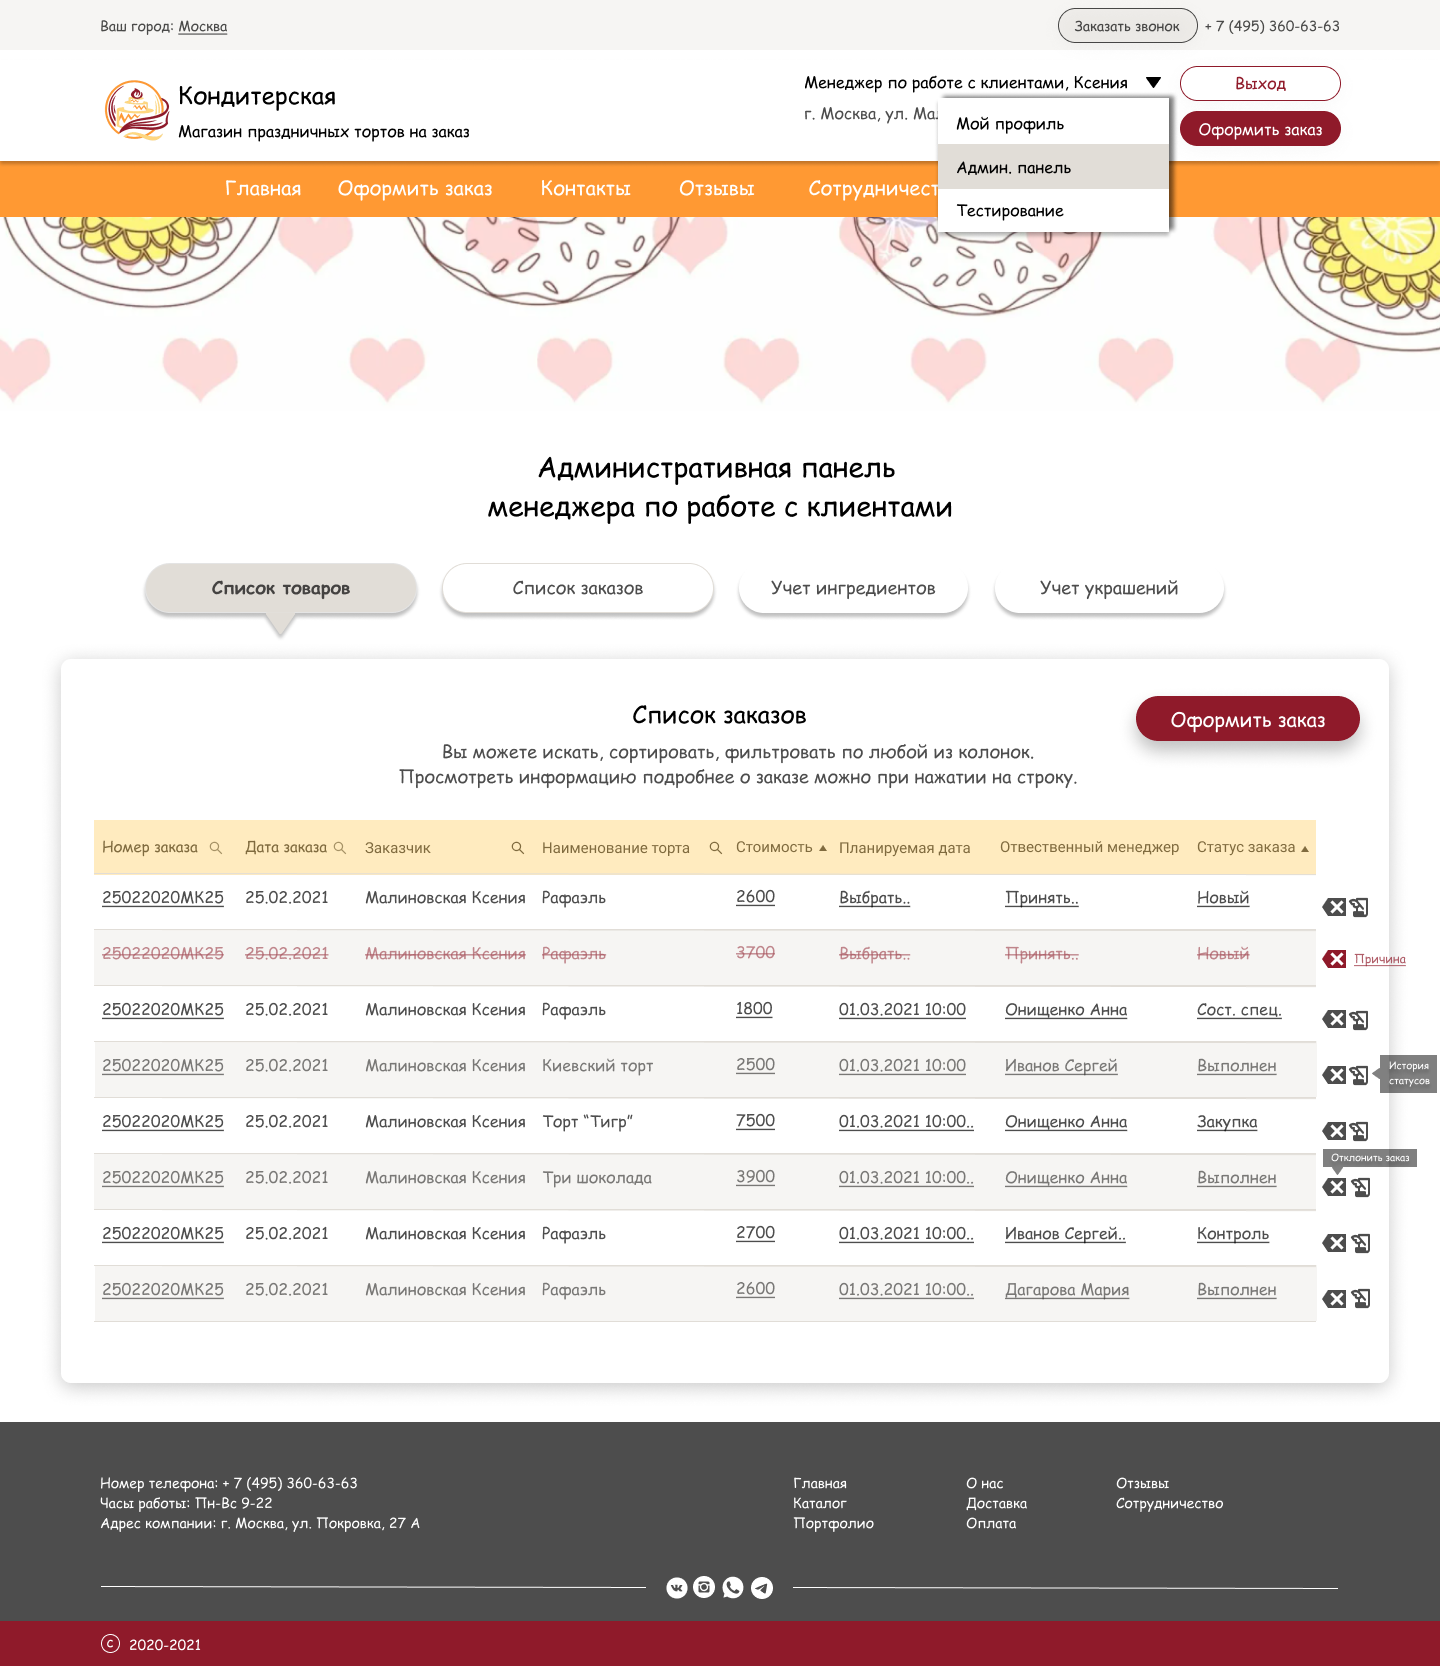 Ваш город: Москва
Заказать звонок
+ 7 (495) 360-63-63
Кондитерская
Магазин праздничных тортов на заказ
Менеджер по работе с клиентами, Ксения
г. Москва, ул.
Выход
Оформить заказ
Мой профиль
Админ. панель
Тестирование
Главная Оформить заказ Контакты Отзывы Сотрудничест
Административная панель
менеджера по работе с клиентами
Список товаров Список заказов Учет ингредиентов Учет украшений
Список заказов
Оформить заказ
Вы можете искать, сортировать, фильтровать по любой из колонок.
Просмотреть информацию подробнее о заказе можно при нажатии на строку.
Номер заказа Дата заказа Заказчик Наименование торта Стоимость Планируемая дата Отвественный менеджер Статус заказа
25022020МК25 25.02.2021 Малиновская Ксения Рафаэль 2600 Выбрать.. Принять.. Новый
25022020МК25 25.02.2021 Малиновская Ксения Рафаэль 3700 Выбрать.. Принять.. Новый Причина
25022020МК25 25.02.2021 Малиновская Ксения Рафаэль 1800 01.03.2021 10:00 Онищенко Анна Сост. спец.
25022020МК25 25.02.2021 Малиновская Ксения Киевский торт 2500 01.03.2021 10:00 Иванов Сергей Выполнен
История
статусов
25022020МК25 25.02.2021 Малиновская Ксения Торт “Тигр” 7500 01.03.2021 10:00.. Онищенко Анна Закупка
Отклонить заказ
25022020МК25 25.02.2021 Малиновская Ксения Три шоколада 3900 01.03.2021 10:00.. Онищенко Анна Выполнен
25022020МК25 25.02.2021 Малиновская Ксения Рафаэль 2700 01.03.2021 10:00.. Иванов Сергей.. Контроль
25022020МК25 25.02.2021 Малиновская Ксения Рафаэль 2600 01.03.2021 10:00.. Дагарова Мария Выполнен
Номер телефона: + 7 (495) 360-63-63
Часы работы: Пн-Вс 9-22
Адрес компании: г. Москва, ул. Покровка, 27 А
Главная
Каталог
Портфолио
О нас
Доставка
Оплата
Отзывы
Сотрудничество
© 2020-2021